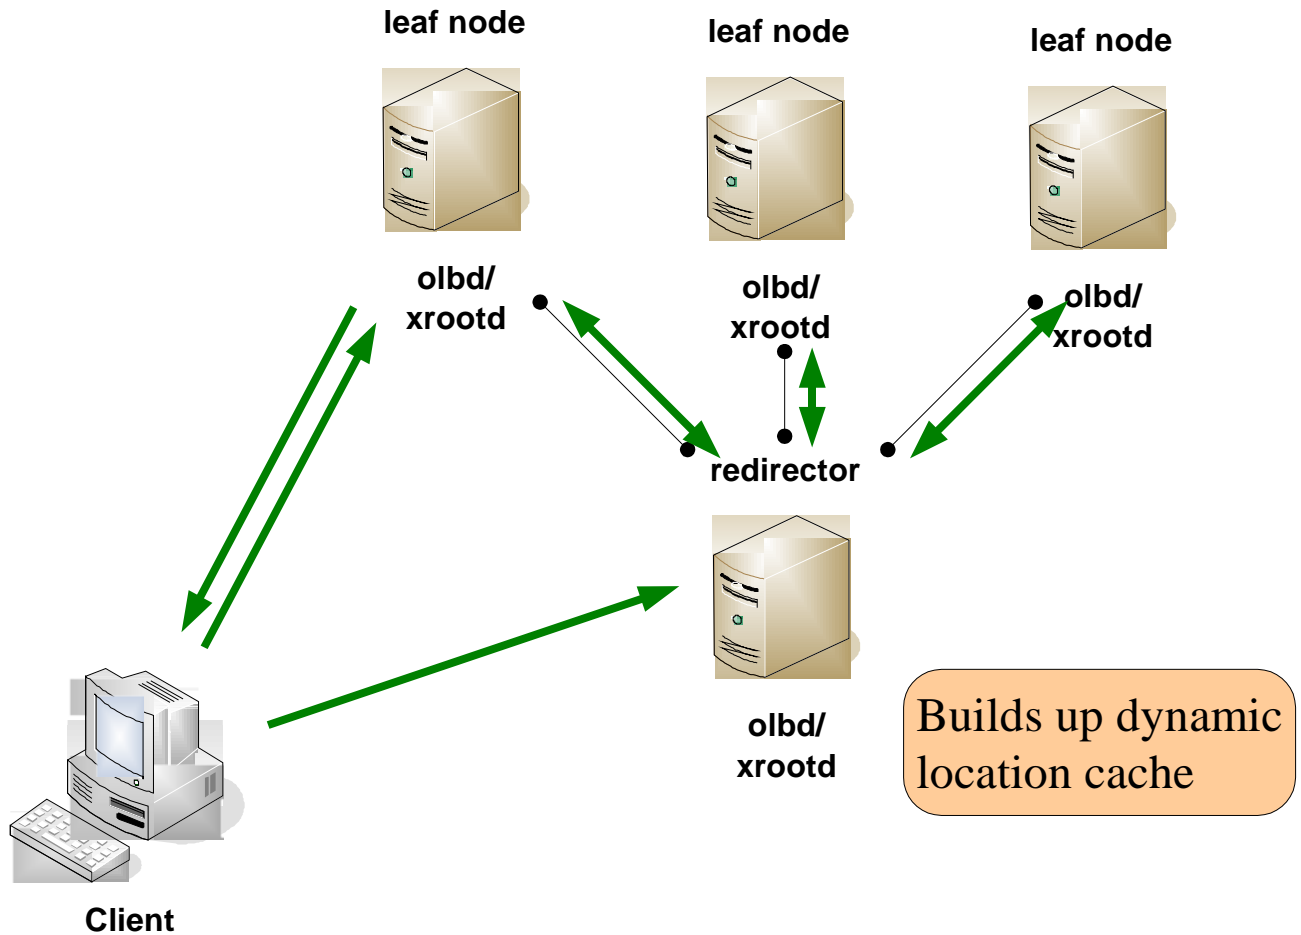 leaf node
leaf node
leaf node
olbd/
xrootd
olbd/
xrootd
olbd/
xrootd
redirector
olbd/
xrootd
Builds up dynamic
location cache
Client